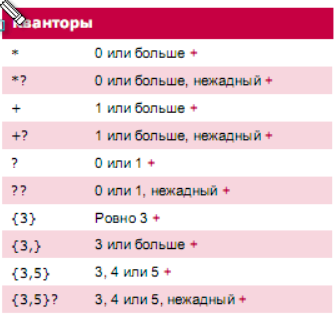 Кванторы
* 0 или больше +
*? 0 или больше, нежадный +
+ 1 или больше +
+? 1 или больше, нежадный +
? 0 или 1 +
?? 0 или 1, нежадный +
{3} Ровно 3 +
{3,} 3 или больше +
{3,5} 3, 4 или 5 +
{3,5}? 3, 4 или 5, нежадный +